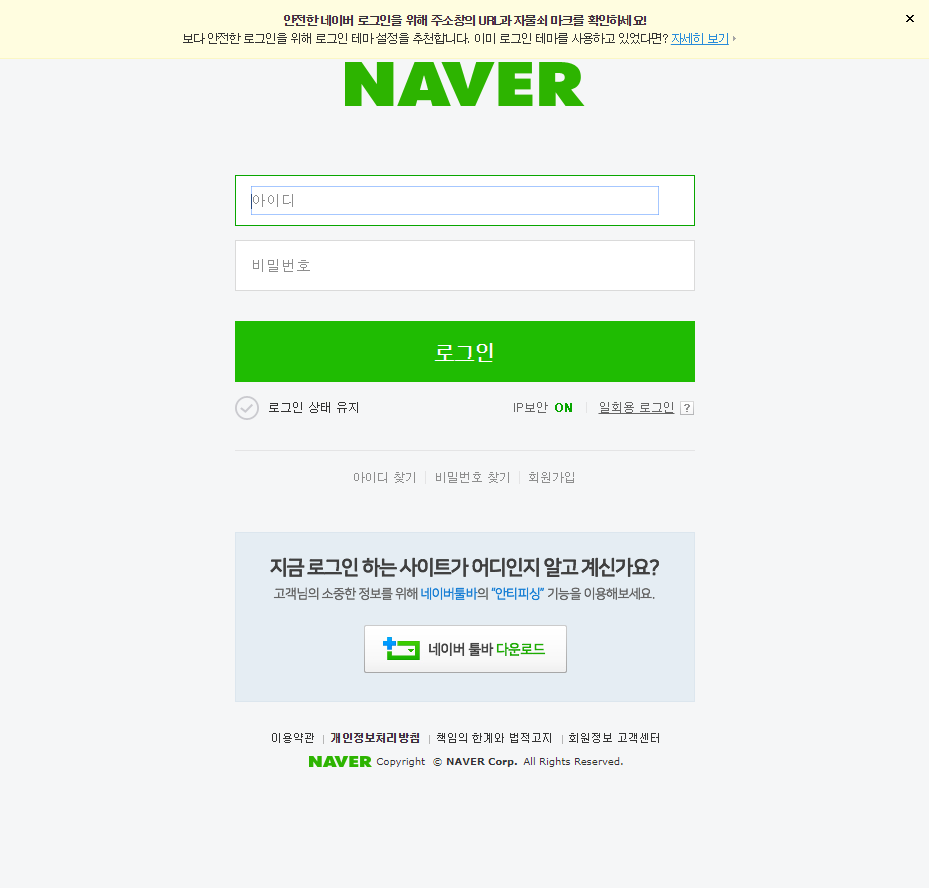 안전한 네이버 로그인을 위해 주소창의 URL과 자물쇠 마크를 확인하세요!
보다 안전한 로그인을 위해 로그인 테마 설정을 추천합니다. 이미 로그인 테마를 사용하고 있었다면? 자세히 보기
NAVER
아이디
비밀번호
로그인
로그인 상태 유지 IP보안 ON 일회용 로그인 ?
아이디 찾기 비밀번호 찾기 회원가입
지금 로그인 하는 사이트가 어디인지 알고 계신가요?
고객님의 소중한 정보를 위해 네이버툴바의 “안티피싱” 기능을 이용해보세요.
네이버 툴바 다운로드
이용약관 | 개인정보처리방침 | 책임의 한계와 법적고지 | 회원정보 고객센터
NAVER Copyright © NAVER Corp. All Rights Reserved.